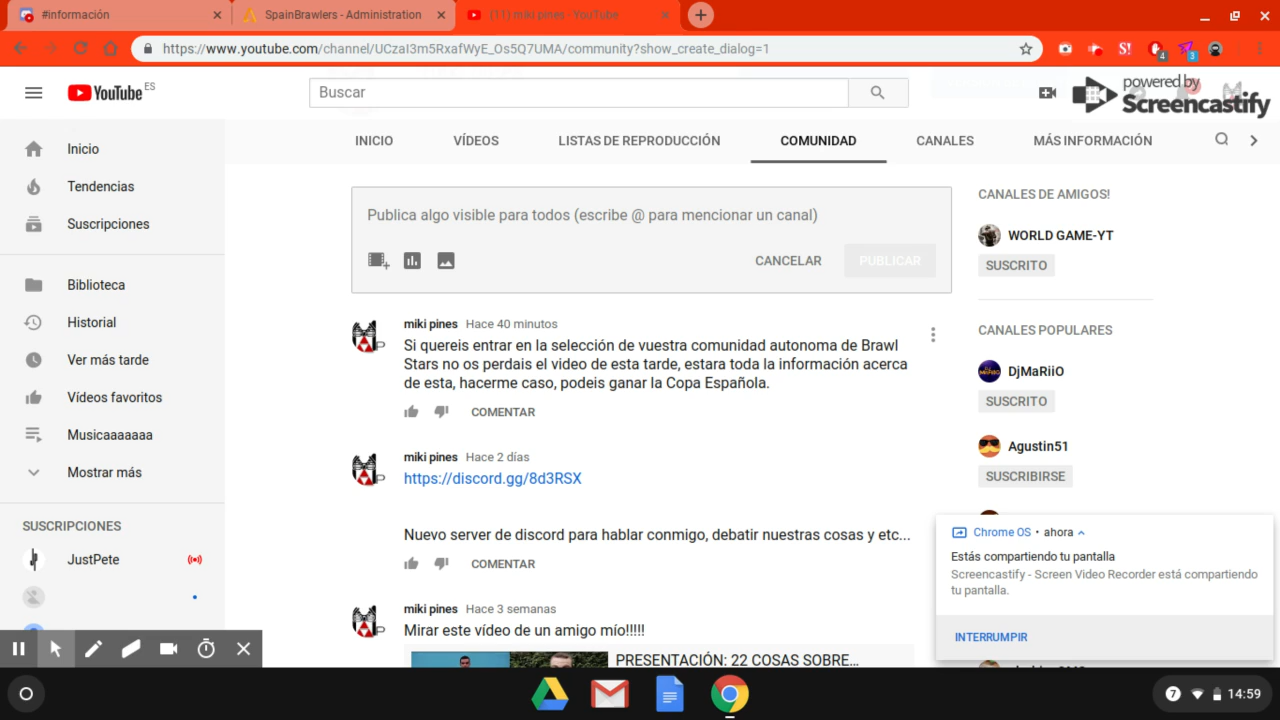 #información
SpainBrawlers - Administration
(11) miki pines - YouTube
https://www.youtube.com/channel/UCzaI3m5RxafWyE_Os5Q7UMA/community?show_create_dialog=1
S!
4
3
YouTube ES
Buscar
powered by
Screencastify
INICIO
VÍDEOS
LISTAS DE REPRODUCCIÓN
COMUNIDAD
CANALES
MÁS INFORMACIÓN
Inicio
Tendencias
Suscripciones
Biblioteca
Historial
Ver más tarde
Vídeos favoritos
Musicaaaaaaa
Mostrar más
SUSCRIPCIONES
JustPete
Publica algo visible para todos (escribe @ para mencionar un canal)
CANCELAR
PUBLICAR
miki pines Hace 40 minutos
Si quereis entrar en la selección de vuestra comunidad autonoma de Brawl
Stars no os perdais el video de esta tarde, estara toda la información acerca
de esta, hacerme caso, podeis ganar la Copa Española.
COMENTAR
miki pines Hace 2 días
https://discord.gg/8d3RSX
Nuevo server de discord para hablar conmigo, debatir nuestras cosas y etc...
COMENTAR
miki pines Hace 3 semanas
Mirar este vídeo de un amigo mío!!!!!
PRESENTACIÓN: 22 COSAS SOBRE...
CANALES DE AMIGOS!
WORLD GAME-YT
SUSCRITO
CANALES POPULARES
DjMaRiiO
SUSCRITO
Agustin51
SUSCRIBIRSE
Chrome OS • ahora
Estás compartiendo tu pantalla
Screencastify - Screen Video Recorder está compartiendo
tu pantalla.
INTERRUMPIR
7
14:59